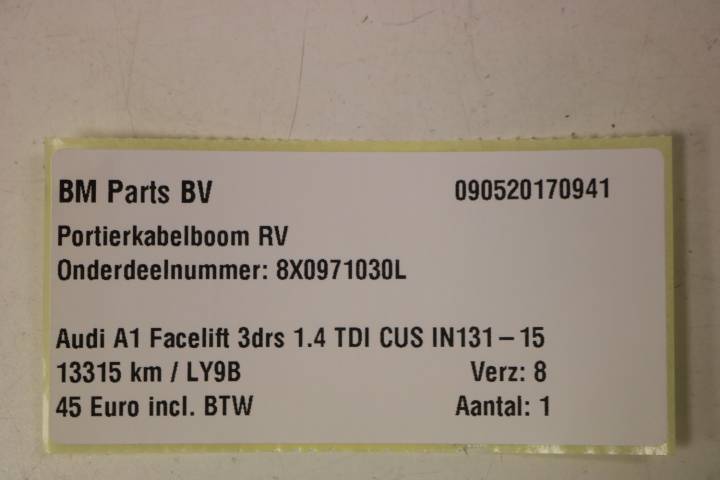 BM Parts BV 090520170941
Portierkabelboom RV
Onderdeelnummer: 8X0971030L
Audi A1 Facelift 3drs 1.4 TDI CUS IN131-15
13315 km / LY9B Verz: 8
45 Euro incl. BTW Aantal: 1